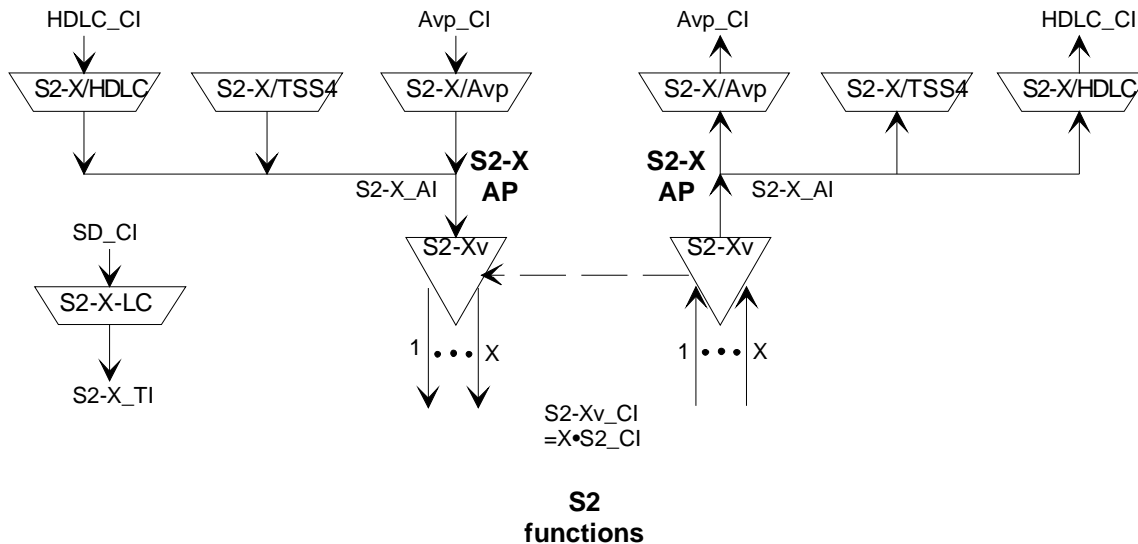 HDLC_CI
Avp_CI
Avp_CI
HDLC_CI
S2-X/HDLC
S2-X/TSS4
S2-X/Avp
S2-X/Avp
S2-X/TSS4
S2-X/HDLC
S2-X
AP
S2-X_AI
S2-X
AP
S2-X_AI
SD_CI
S2-Xv
S2-Xv
S2-X-LC
1 ••• X
1 ••• X
S2-X_TI
S2-Xv_CI
=X•S2_CI
S2
functions